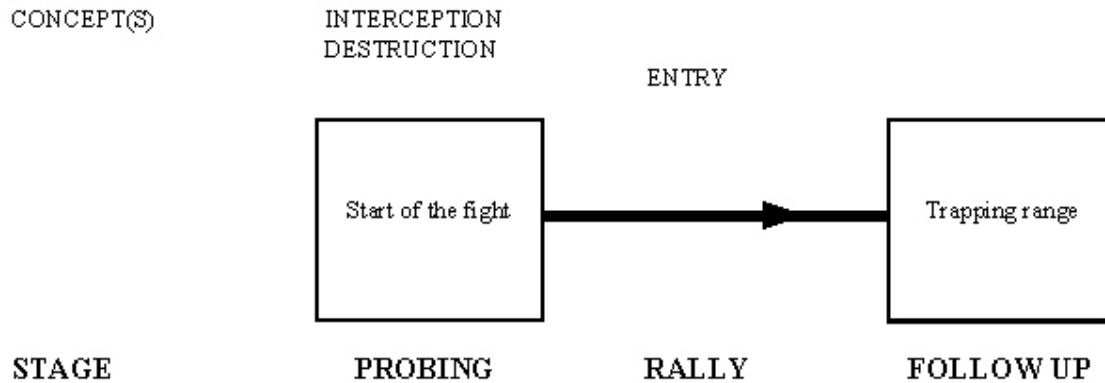 CONCEPT(S) INTERCEPTION
DESTRUCTION
ENTRY
Start of the fight Trapping range
STAGE PROBING RALLY FOLLOW UP